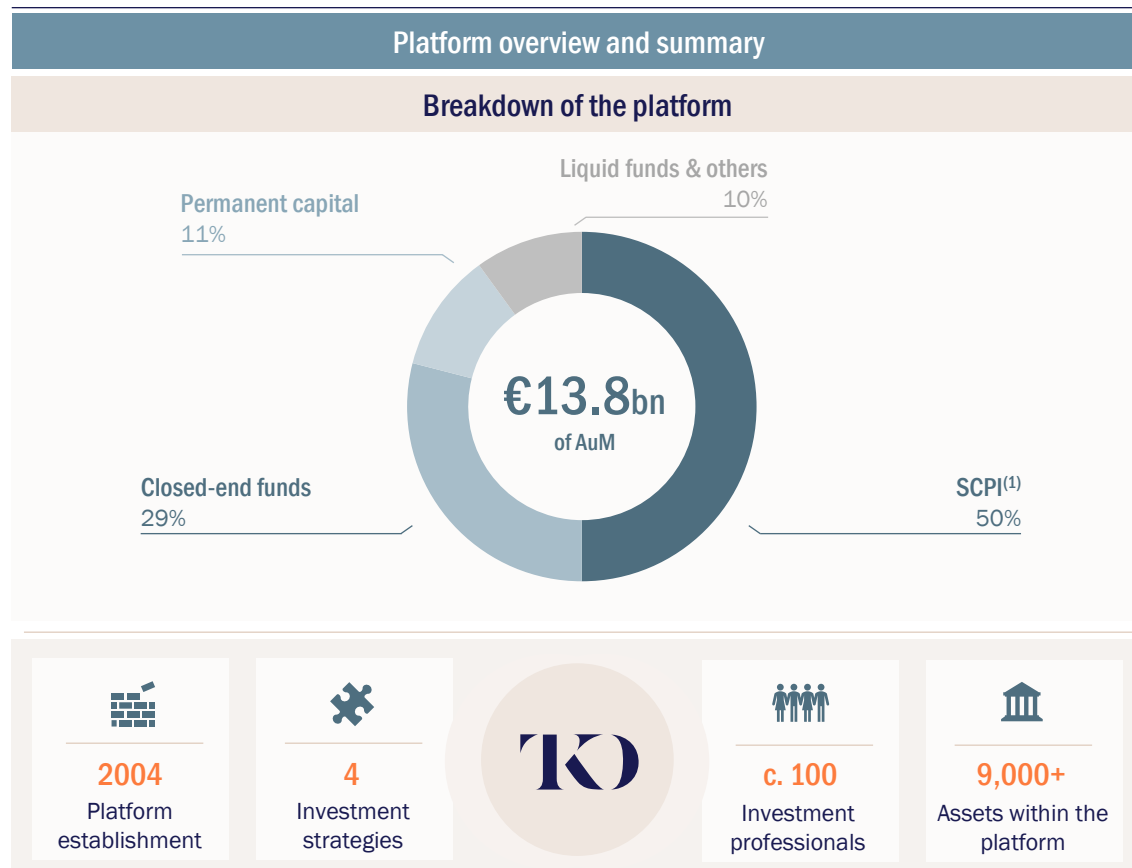 Platform overview and summary
Breakdown of the platform
Liquid funds & others
10%
Permanent capital
11%
€13.8bn
of AuM
Closed-end funds
29%
SCPI(1)
50%
2004
Platform
establishment
4
Investment
strategies
TKO
c. 100
Investment
professionals
9,000+
Assets within the
platform